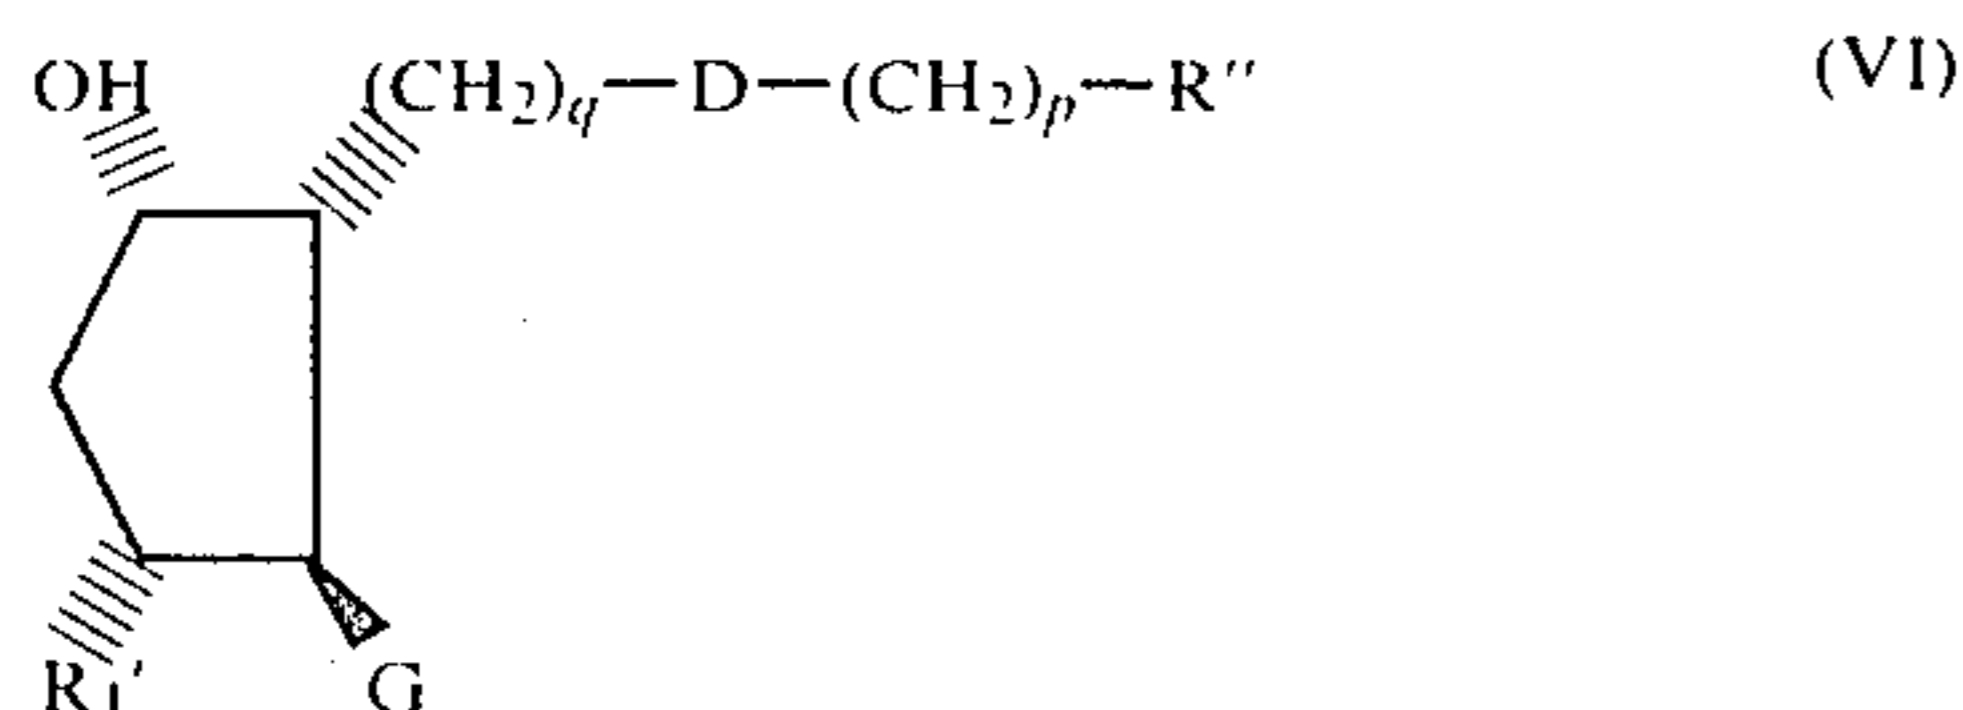 OH (CH₂)q—D—(CH₂)p—R″ (VI)
R₁′ G